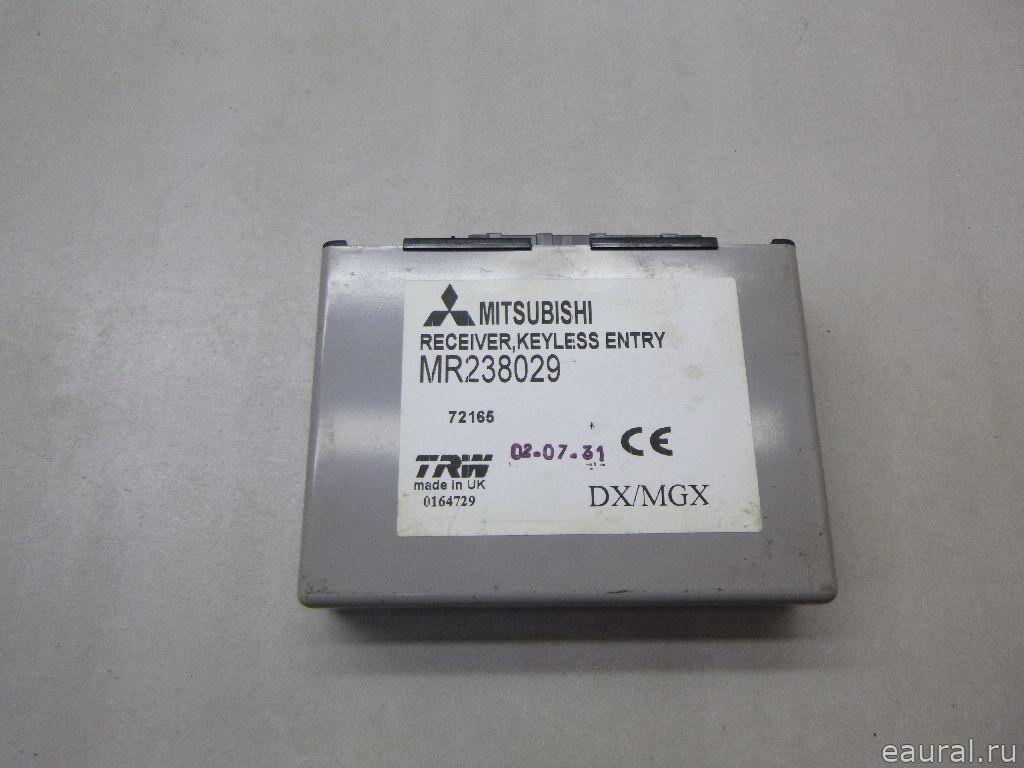 MITSUBISHI
RECEIVER,KEYLESS ENTRY
MR238029
72165
02-07.31
CE
TRW
made in UK
0164729
DX/MGX
eaural.ru